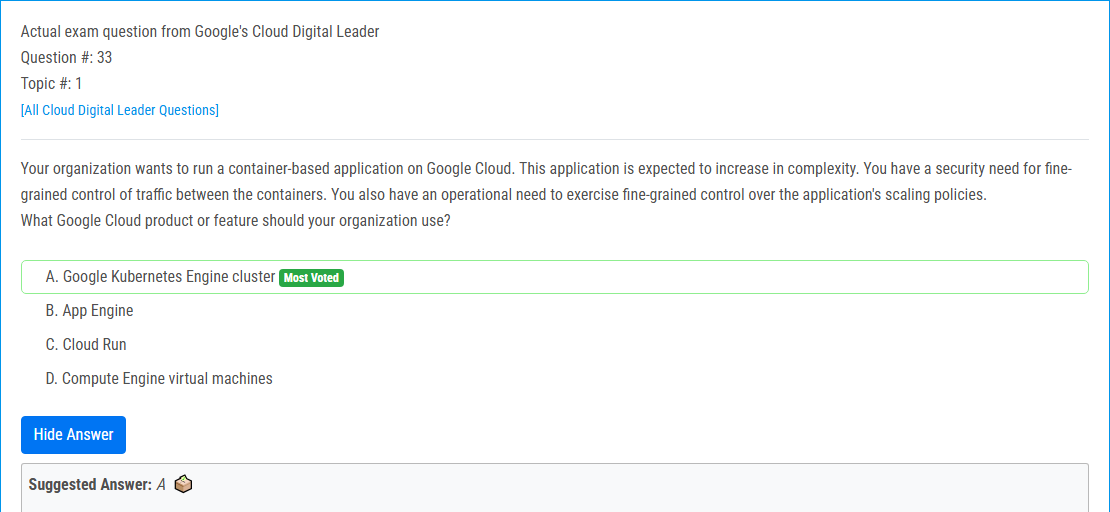 Actual exam question from Google's Cloud Digital Leader
Question #: 33
Topic #: 1
[All Cloud Digital Leader Questions]
Your organization wants to run a container-based application on Google Cloud. This application is expected to increase in complexity. You have a security need for fine-
grained control of traffic between the containers. You also have an operational need to exercise fine-grained control over the application's scaling policies.
What Google Cloud product or feature should your organization use?
A. Google Kubernetes Engine cluster Most Voted
B. App Engine
C. Cloud Run
D. Compute Engine virtual machines
Hide Answer
Suggested Answer: A